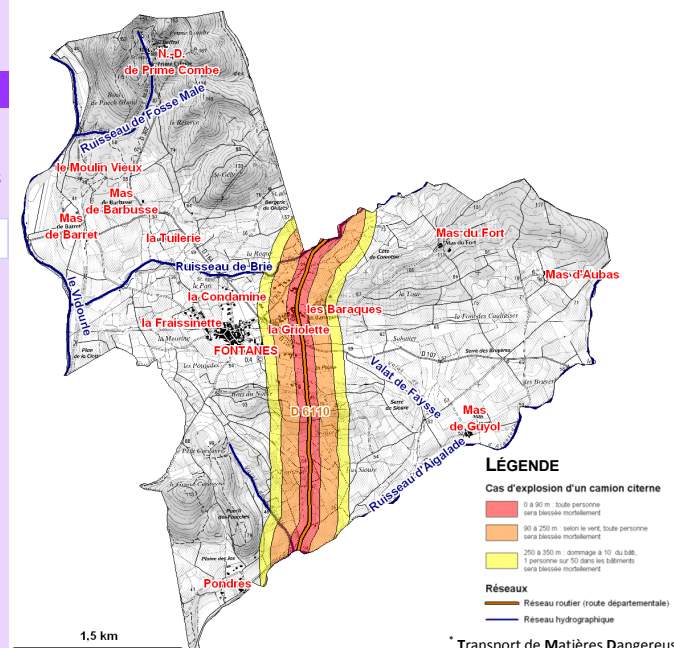 N.-D.
de Prime Combe
Ruisseau de Fosse Male
le Moulin Vieux
Mas
de Barbusse
Mas
de Barret
la Tuilerie
Ruisseau de Brié
le Vidourle
la Condamine
la Fraissinette
FONTANES
la Griolette
les Baraques
Mas du Fort
Mas d'Aubas
Valat de Faysse
D 6110
D 107
Mas
de Guyol
Ruisseau d'Aigalade
Pondres
1,5 km
LÉGENDE
Cas d'explosion d'un camion citerne
0 à 90 m : toute personne
sera blessée mortellement
90 à 250 m : selon le vent, toute personne
sera blessée mortellement
250 à 350 m : dommage à 10 du bâti,
1 personne sur 50 dans les bâtiments
sera blessée mortellement
Réseaux
Réseau routier (route départementale)
Réseau hydrographique
* Transport de Matières Dangereus